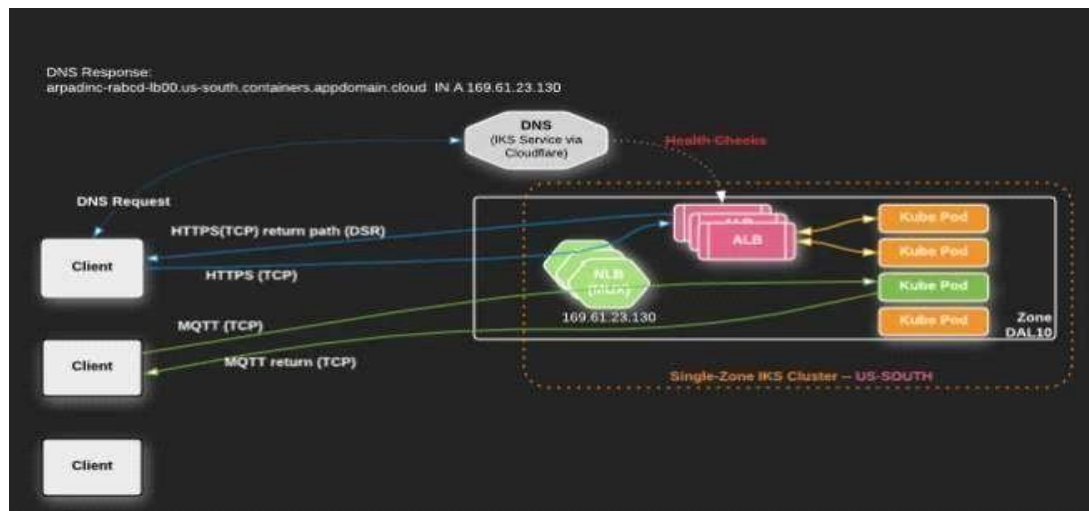 DNS Response:
arpadinc-rabcd-lb00.us-south.containers.appdomain.cloud IN A 169.61.23.130
DNS
(IKS Service via
Cloudflare)
Health Checks
DNS Request
HTTPS(TCP) return path (DSR)
Client
HTTPS (TCP)
ALB
ALB
Kube Pod
Kube Pod
NLB
(MUX)
Kube Pod
169.61.23.130
Kube Pod
Zone
DAL10
MQTT (TCP)
Client
MQTT return (TCP)
Single-Zone IKS Cluster – US-SOUTH
Client